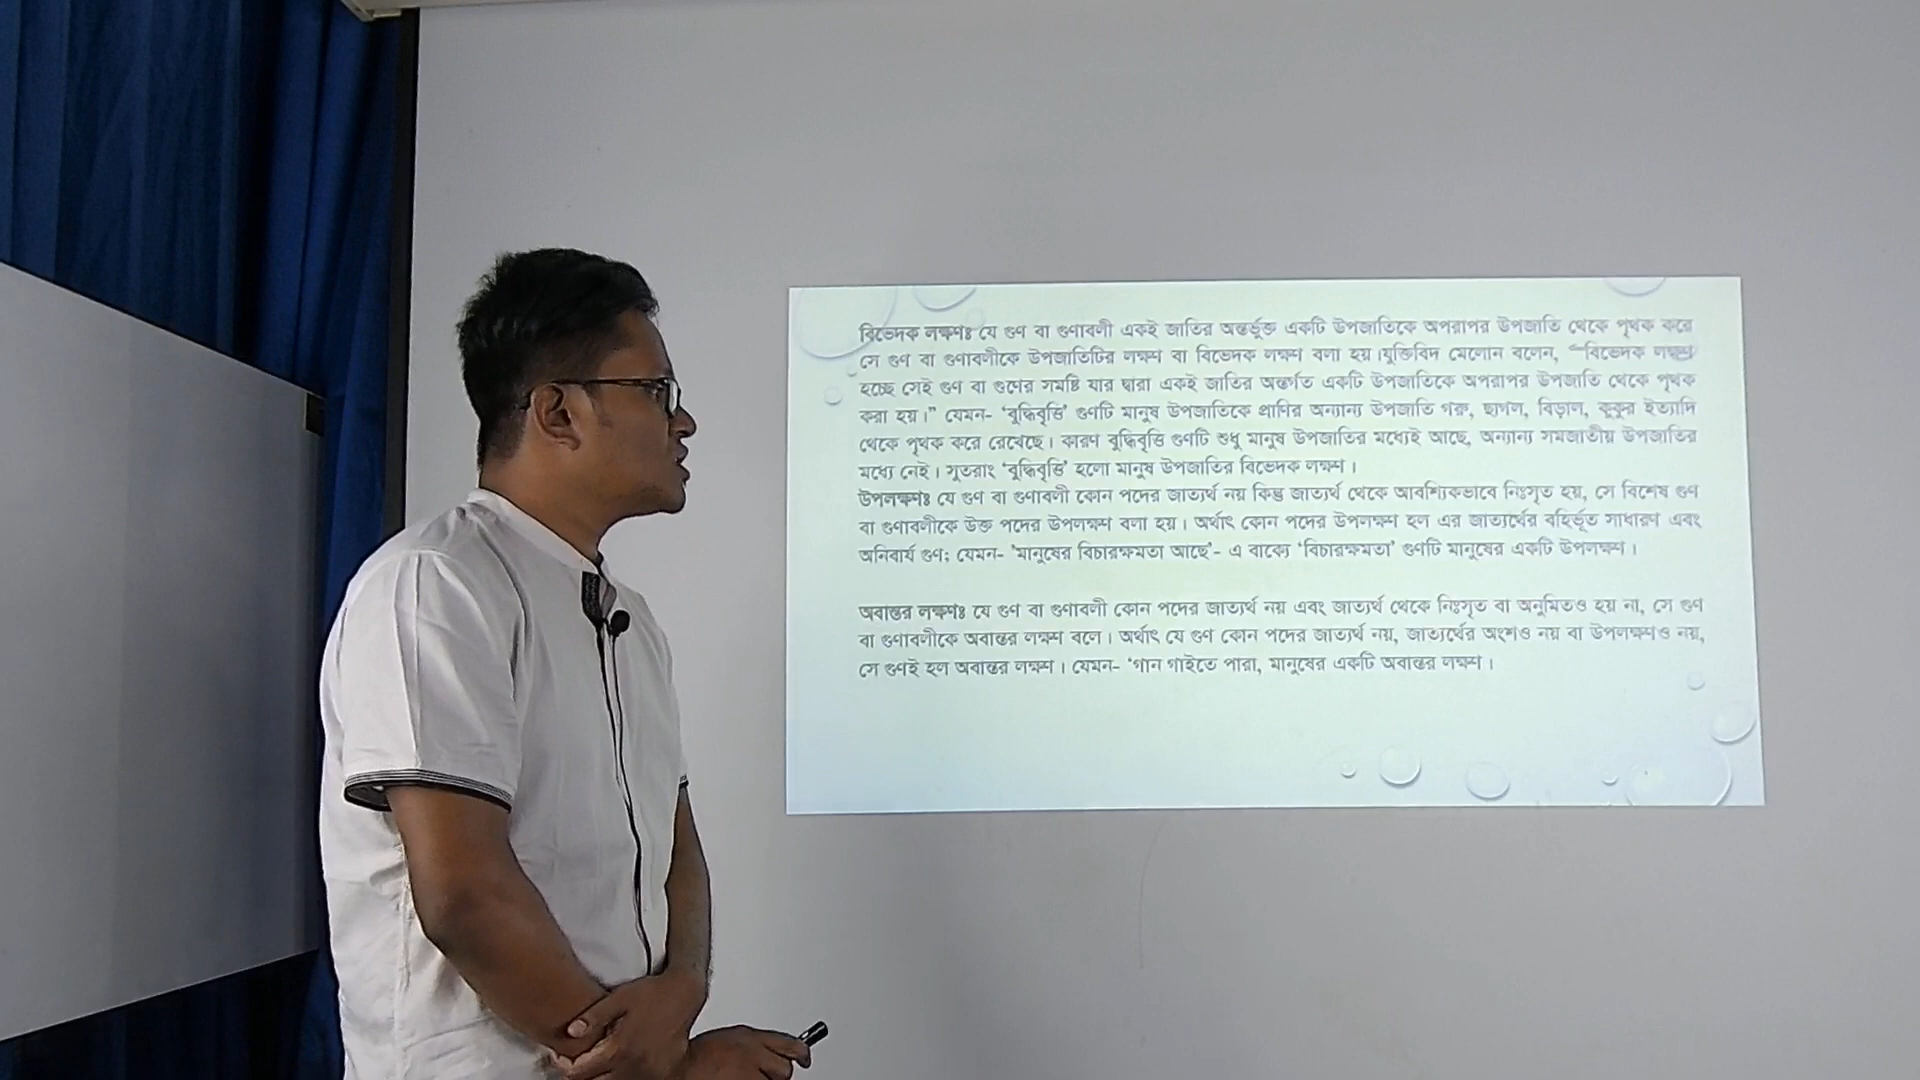 বিভেদক লক্ষণঃ যে গুণ বা গুণাবলী একই জাতির অন্তর্ভূক্ত একটি উপজাতিকে অপরাপর উপজাতি থেকে পৃথক করে
সে গুণ বা গুণাবলীকে উপজাতিটির লক্ষণ বা বিভেদক লক্ষণ বলা হয়।যুক্তিবিদ মেলোন বলেন, “বিভেদক লক্ষণ
হচ্ছে সেই গুণ বা গুণের সমষ্টি যার দ্বারা একই জাতির অন্তর্গত একটি উপজাতিকে অপরাপর উপজাতি থেকে পৃথক
করা হয়।” যেমন- ‘বুদ্ধিবৃত্তি’ গুণটি মানুষ উপজাতিকে প্রাণির অন্যান্য উপজাতি গরু, ছাগল, বিড়াল, কুকুর ইত্যাদি
থেকে পৃথক করে রেখেছে। কারণ বুদ্ধিবৃত্তি গুণটি শুধু মানুষ উপজাতির মধ্যেই আছে, অন্যান্য সমজাতীয় উপজাতির
মধ্যে নেই। সুতরাং ‘বুদ্ধিবৃত্তি’ হলো মানুষ উপজাতির বিভেদক লক্ষণ।
উপলক্ষণঃ যে গুণ বা গুণাবলী কোন পদের জাত্যর্থ নয় কিন্তু জাত্যর্থ থেকে আবশ্যিকভাবে নিঃসৃত হয়, সে বিশেষ গুণ
বা গুণাবলীকে উক্ত পদের উপলক্ষণ বলা হয়। অর্থাৎ কোন পদের উপলক্ষণ হল এর জাত্যর্থের বহির্ভূত সাধারণ এবং
অনিবার্য গুণ; যেমন- ‘মানুষের বিচারক্ষমতা আছে’- এ বাক্যে ‘বিচারক্ষমতা’ গুণটি মানুষের একটি উপলক্ষণ।
অবান্তর লক্ষণঃ যে গুণ বা গুণাবলী কোন পদের জাত্যর্থ নয় এবং জাত্যর্থ থেকে নিঃসৃত বা অনুমিতও হয় না, সে গুণ
বা গুণাবলীকে অবান্তর লক্ষণ বলে। অর্থাৎ যে গুণ কোন পদের জাত্যর্থ নয়, জাত্যর্থের অংশও নয় বা উপলক্ষণও নয়,
সে গুণই হল অবান্তর লক্ষণ। যেমন- ‘গান গাইতে পারা, মানুষের একটি অবান্তর লক্ষণ।